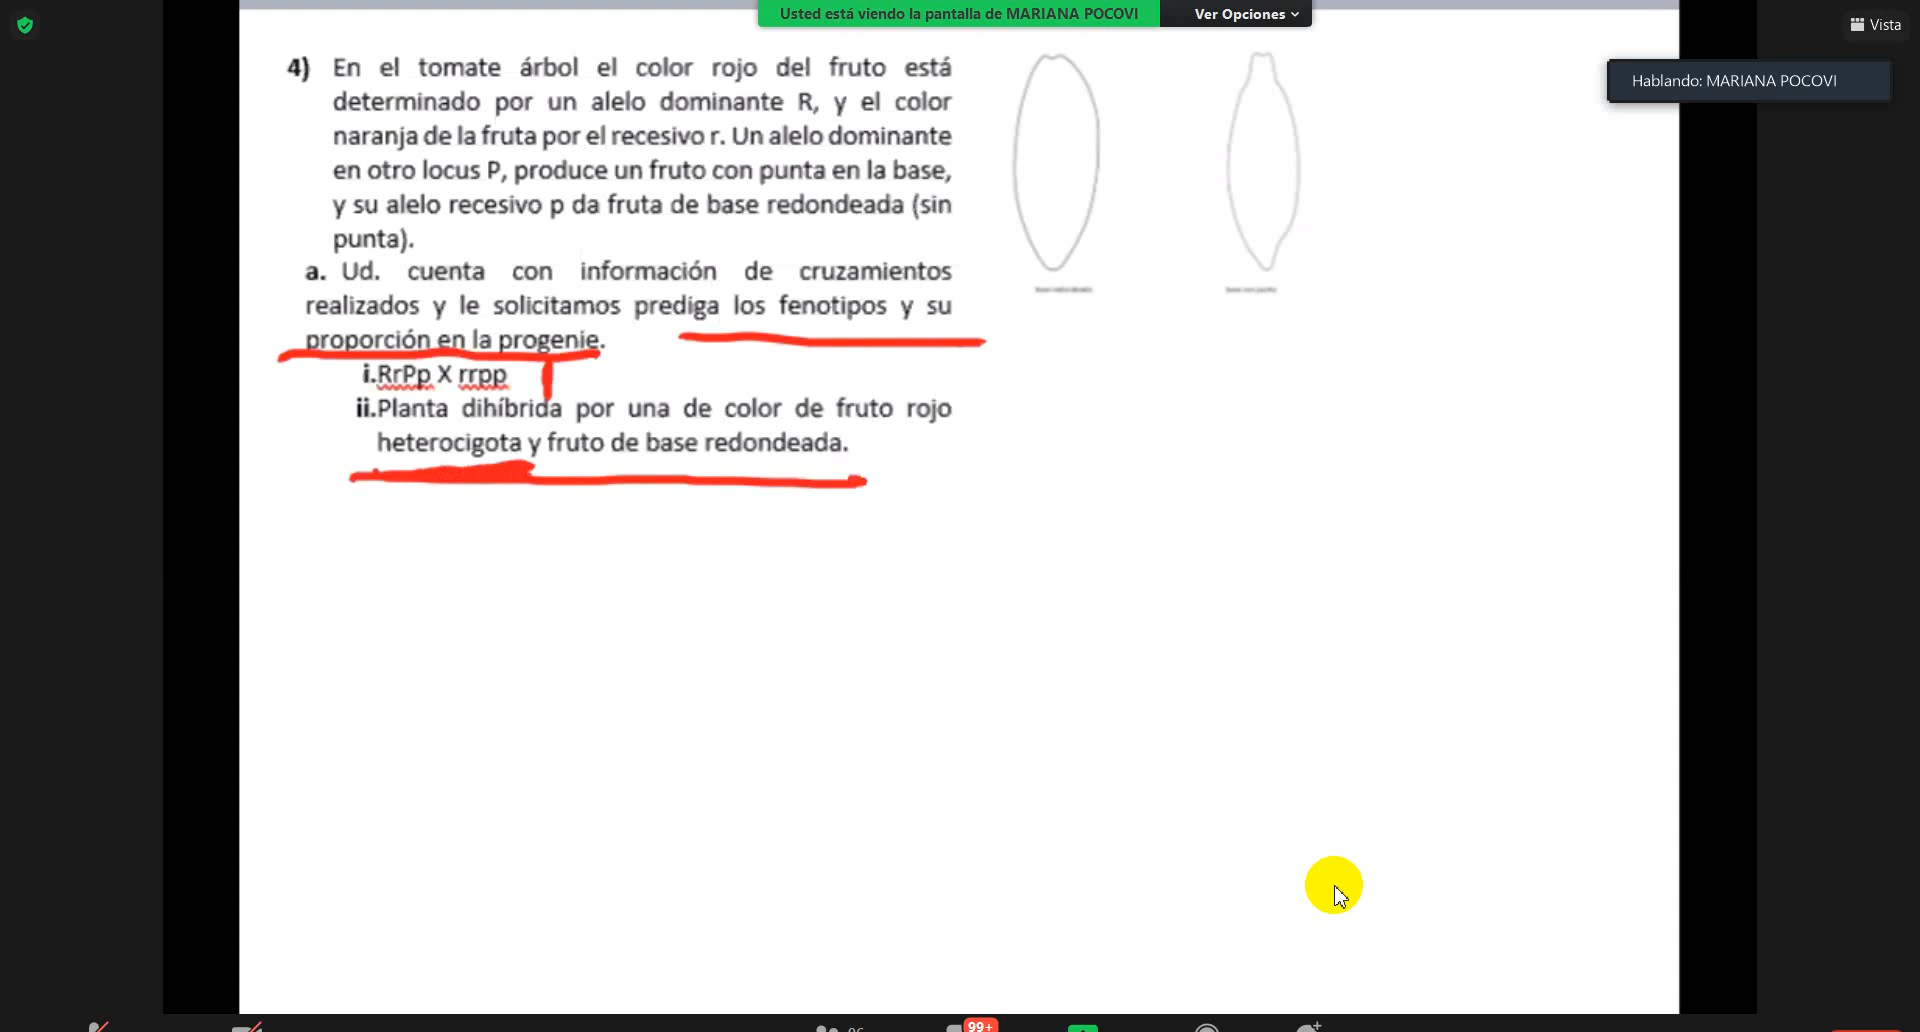 Usted está viendo la pantalla de MARIANA POCOVI
Ver Opciones
Vista
Hablando: MARIANA POCOVI
4) En el tomate árbol el color rojo del fruto está
determinado por un alelo dominante R, y el color
naranja de la fruta por el recesivo r. Un alelo dominante
en otro locus P, produce un fruto con punta en la base,
y su alelo recesivo p da fruta de base redondeada (sin
punta).
a. Ud. cuenta con información de cruzamientos
realizados y le solicitamos prediga los fenotipos y su
proporción en la progenie.
i.RrPp X rrpp
ii.Planta dihíbrida por una de color de fruto rojo
heterocigota y fruto de base redondeada.
base redondeada
base con punta
99+